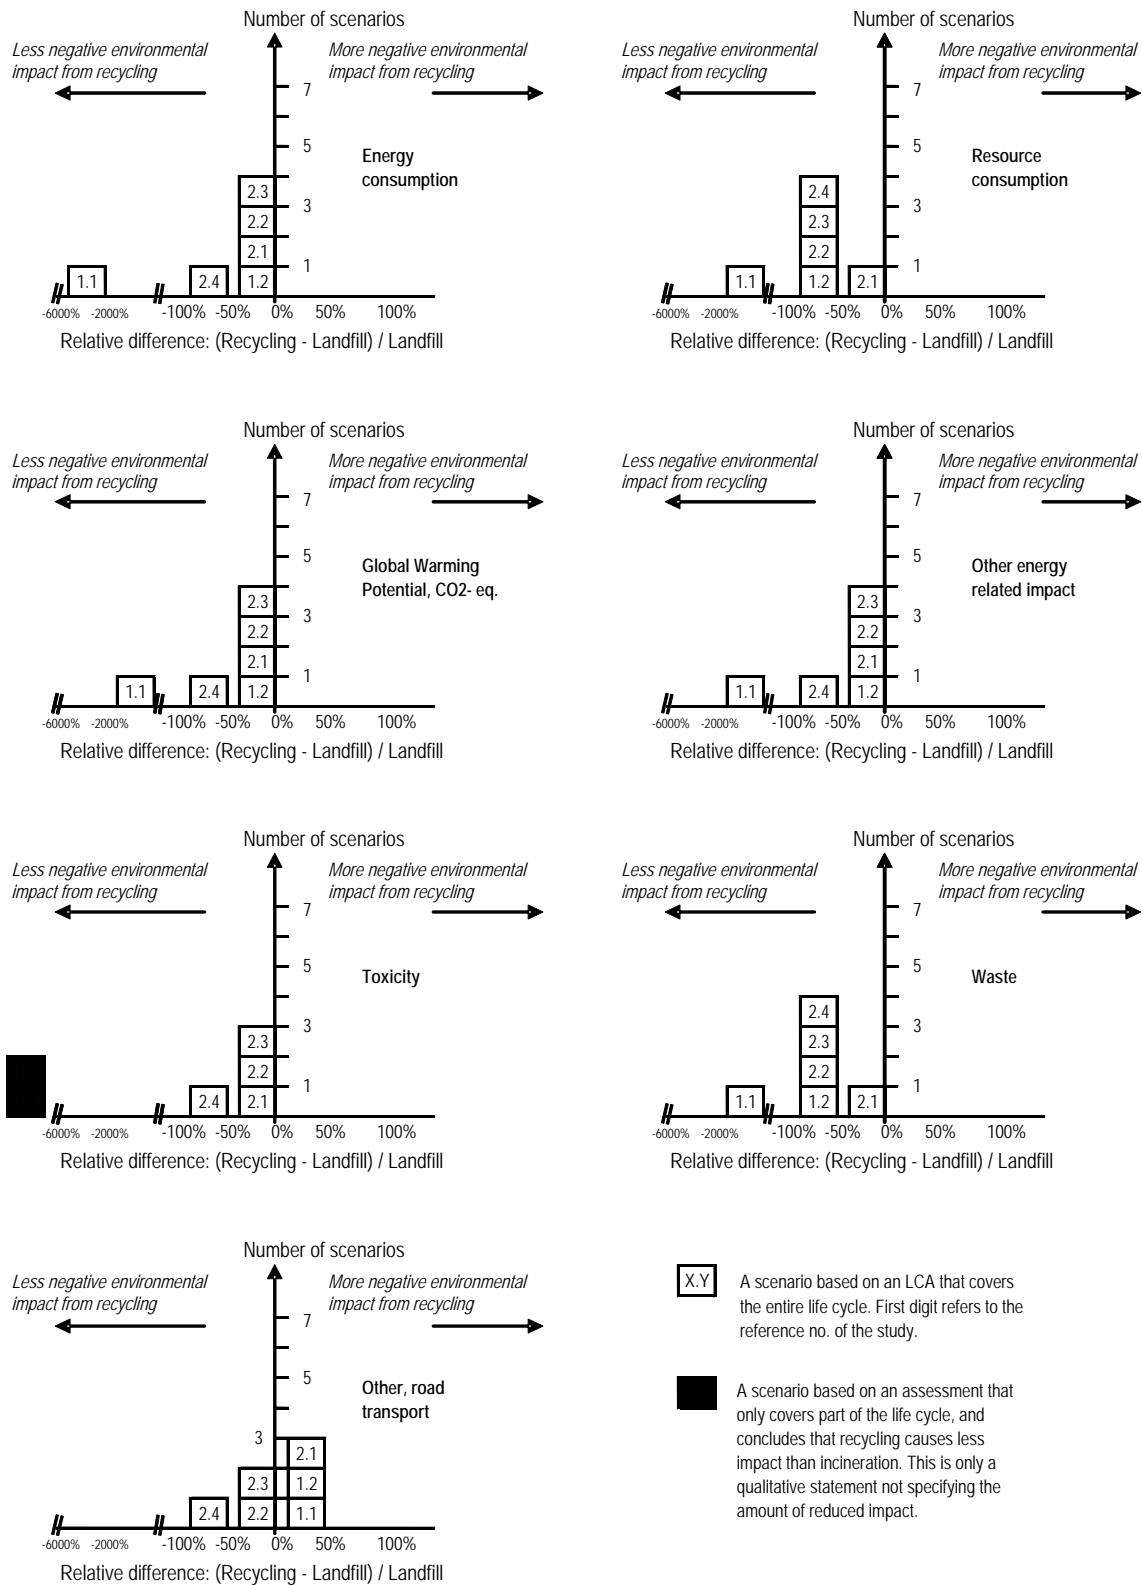 Number of scenarios
Less negative environmental
impact from recycling
More negative environmental
impact from recycling
7
5
Energy
consumption
3
2.3
2.2
2.1
1
1.1
2.4
1.2
-6000%
-2000%
-100%
-50%
0%
50%
100%
Relative difference: (Recycling - Landfill) / Landfill
Number of scenarios
Less negative environmental
impact from recycling
More negative environmental
impact from recycling
7
5
Resource
consumption
2.4
3
2.3
2.2
1
1.1
1.2
2.1
-6000%
-2000%
-100%
-50%
0%
50%
100%
Relative difference: (Recycling - Landfill) / Landfill
Number of scenarios
Less negative environmental
impact from recycling
More negative environmental
impact from recycling
7
5
Global Warming
Potential, CO2- eq.
2.3
3
2.2
2.1
1
1.1
2.4
1.2
-6000%
-2000%
-100%
-50%
0%
50%
100%
Relative difference: (Recycling - Landfill) / Landfill
Number of scenarios
Less negative environmental
impact from recycling
More negative environmental
impact from recycling
7
5
Other energy
related impact
2.3
3
2.2
2.1
1
1.1
2.4
1.2
-6000%
-2000%
-100%
-50%
0%
50%
100%
Relative difference: (Recycling - Landfill) / Landfill
Number of scenarios
Less negative environmental
impact from recycling
More negative environmental
impact from recycling
7
5
Toxicity
3
2.3
2.2
1
2.4
2.1
-6000%
-2000%
-100%
-50%
0%
50%
100%
Relative difference: (Recycling - Landfill) / Landfill
Number of scenarios
Less negative environmental
impact from recycling
More negative environmental
impact from recycling
7
5
Waste
2.4
3
2.3
2.2
1
1.1
1.2
2.1
-6000%
-2000%
-100%
-50%
0%
50%
100%
Relative difference: (Recycling - Landfill) / Landfill
Number of scenarios
Less negative environmental
impact from recycling
More negative environmental
impact from recycling
7
5
Other, road
transport
3
2.1
2.3
1.2
2.4
2.2
1.1
-6000%
-2000%
-100%
-50%
0%
50%
100%
Relative difference: (Recycling - Landfill) / Landfill
X.Y
A scenario based on an LCA that covers
the entire life cycle. First digit refers to the
reference no. of the study.
A scenario based on an assessment that
only covers part of the life cycle, and
concludes that recycling causes less
impact than incineration. This is only a
qualitative statement not specifying the
amount of reduced impact.